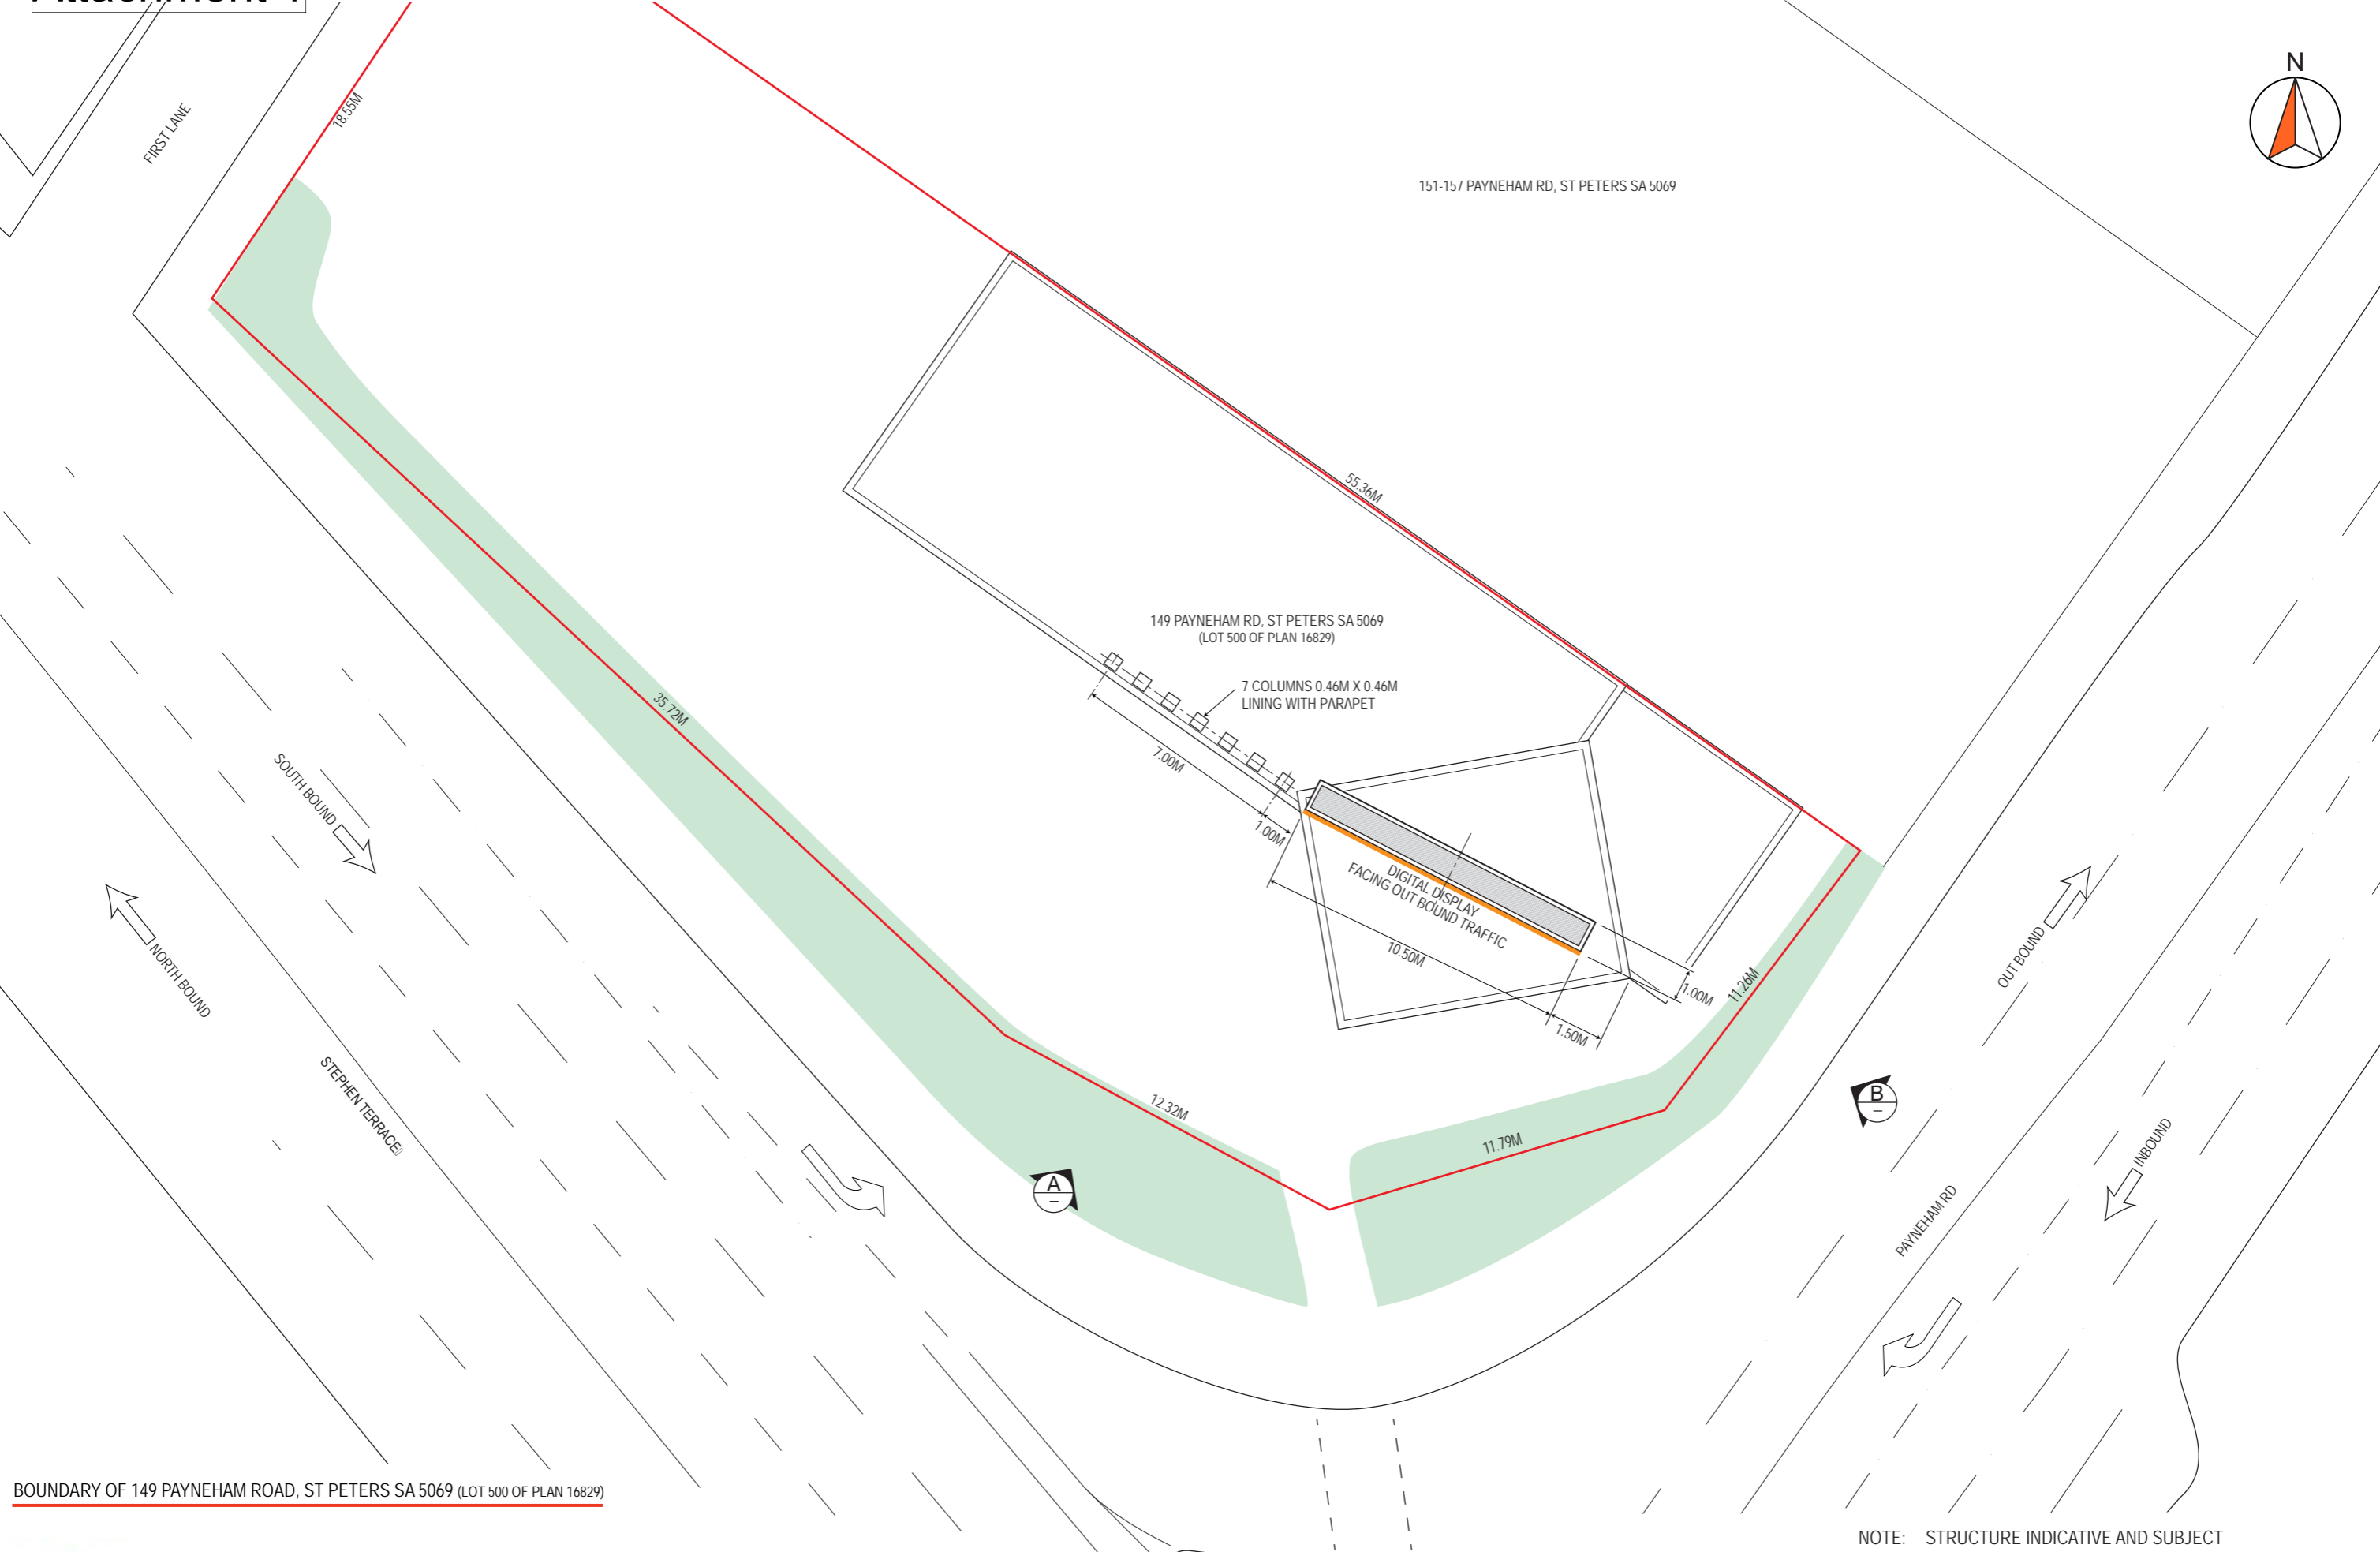 N
FIRST LANE
18.55M
151-157 PAYNEHAM RD, ST PETERS SA 5069
55.36M
149 PAYNEHAM RD, ST PETERS SA 5069
(LOT 500 OF PLAN 16829)
7 COLUMNS 0.46M X 0.46M
LINING WITH PARAPET
35.72M
7.00M
1.00M
SOUTH BOUND
DIGITAL DISPLAY
FACING OUT BOUND TRAFFIC
10.50M
1.00M
11.26M
1.50M
OUT BOUND
NORTH BOUND
STEPHEN TERRACE
12.32M
11.79M
A
–
B
–
INBOUND
PAYNEHAM RD
BOUNDARY OF 149 PAYNEHAM ROAD, ST PETERS SA 5069 (LOT 500 OF PLAN 16829)
NOTE: STRUCTURE INDICATIVE AND SUBJECT